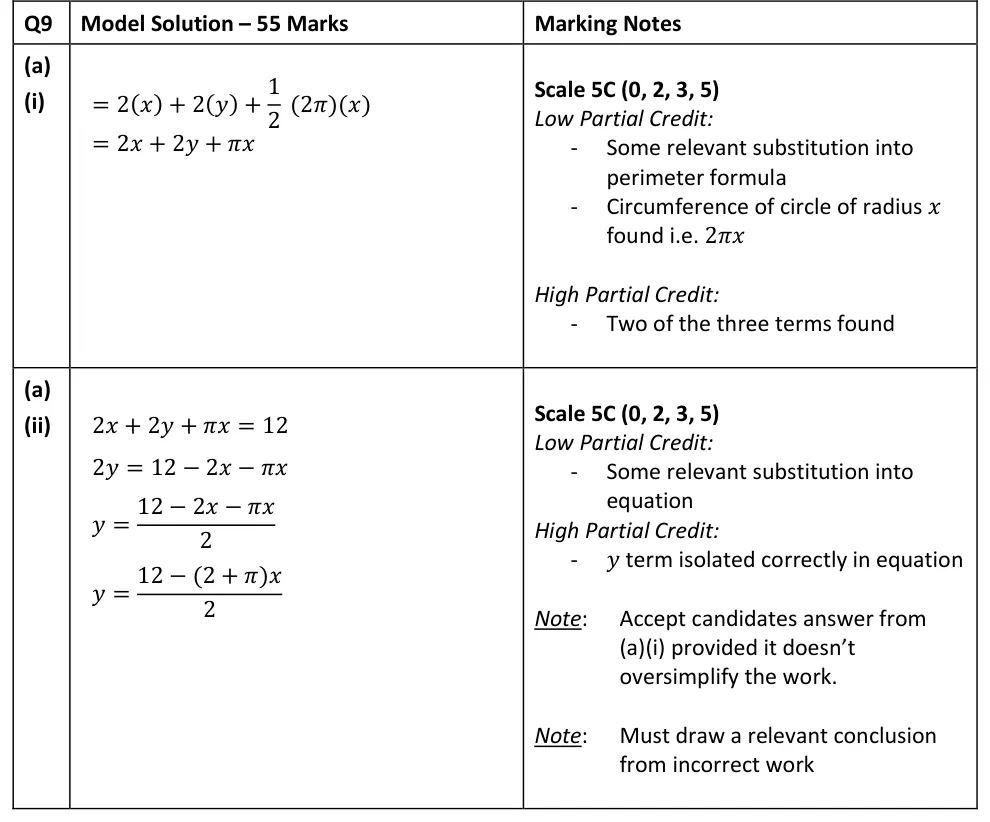 Q9 Model Solution – 55 Marks Marking Notes
(a)
(i)
= 2(x) + 2(y) + 1/2 (2π)(x)
= 2x + 2y + πx
Scale 5C (0, 2, 3, 5)
Low Partial Credit:
- Some relevant substitution into
perimeter formula
- Circumference of circle of radius x
found i.e. 2πx
High Partial Credit:
- Two of the three terms found
(a)
(ii)
2x + 2y + πx = 12
2y = 12 − 2x − πx
y = (12 − 2x − πx)/2
y = (12 − (2 + π)x)/2
Scale 5C (0, 2, 3, 5)
Low Partial Credit:
- Some relevant substitution into
equation
High Partial Credit:
- y term isolated correctly in equation
Note: Accept candidates answer from
(a)(i) provided it doesn’t
oversimplify the work.
Note: Must draw a relevant conclusion
from incorrect work